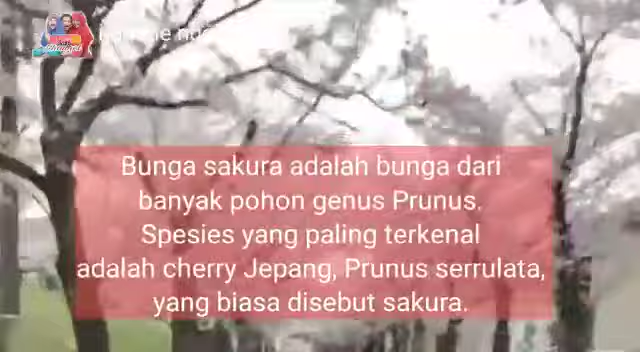 Bunga sakura adalah bunga dari
banyak pohon genus Prunus.
Spesies yang paling terkenal
adalah cherry Jepang, Prunus serrulata,
yang biasa disebut sakura.